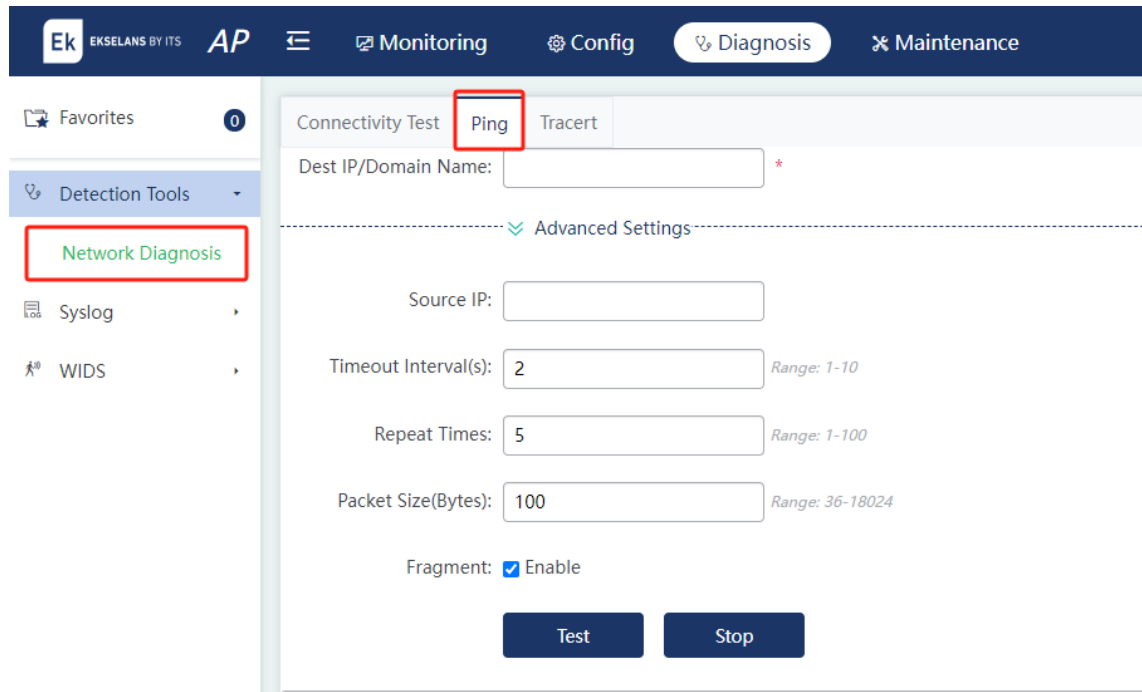 Ek EKSELANS BY ITS AP Monitoring Config Diagnosis Maintenance
Favorites 0
Detection Tools
Network Diagnosis
Syslog
WIDS
Connectivity Test Ping Tracert
Dest IP/Domain Name: *
Advanced Settings
Source IP:
Timeout Interval(s): 2 Range: 1-10
Repeat Times: 5 Range: 1-100
Packet Size(Bytes): 100 Range: 36-18024
Fragment: Enable
Test Stop